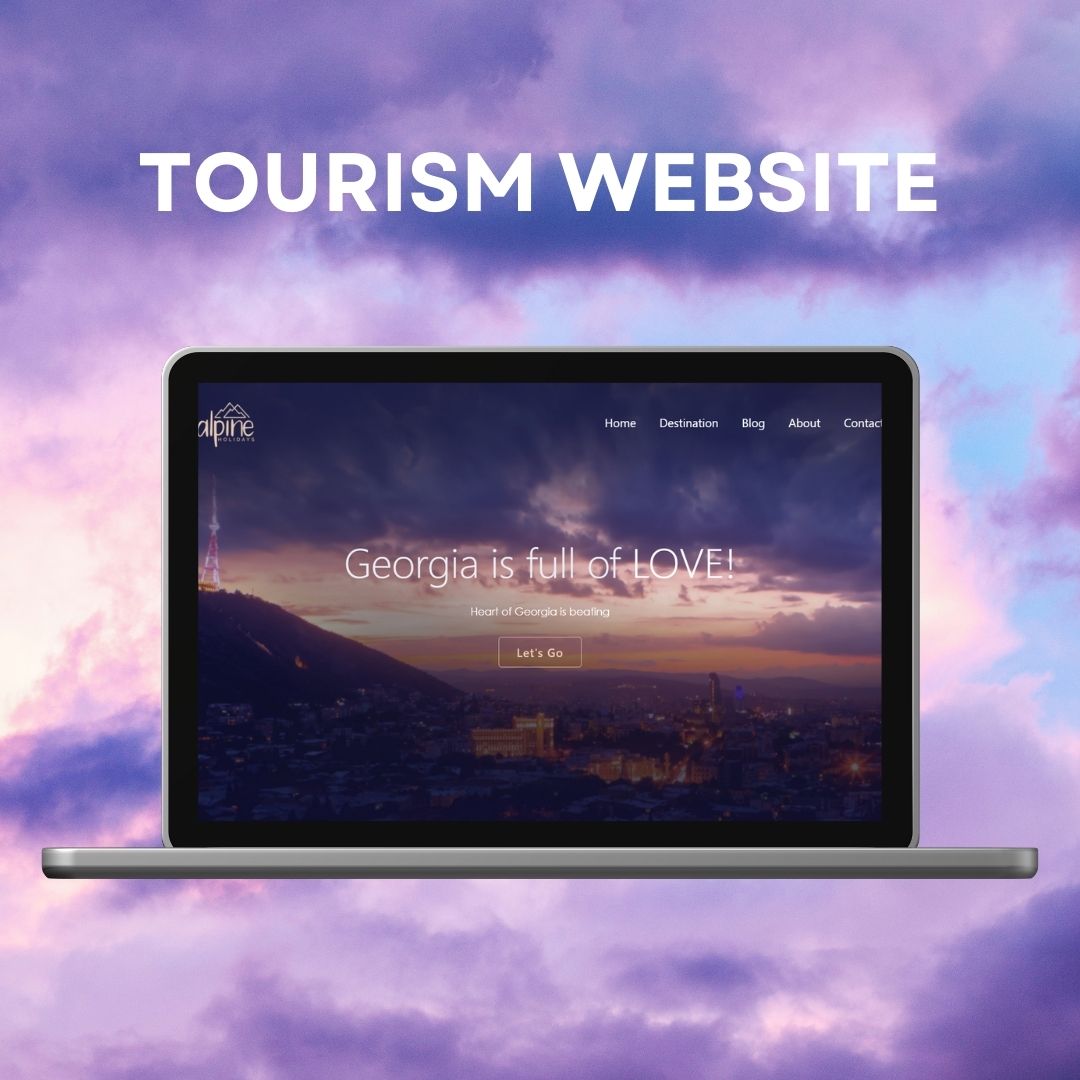 TOURISM WEBSITE
alpine
HOLIDAYS
Home Destination Blog About Contact
Georgia is full of LOVE!
Heart of Georgia is beating
Let's Go